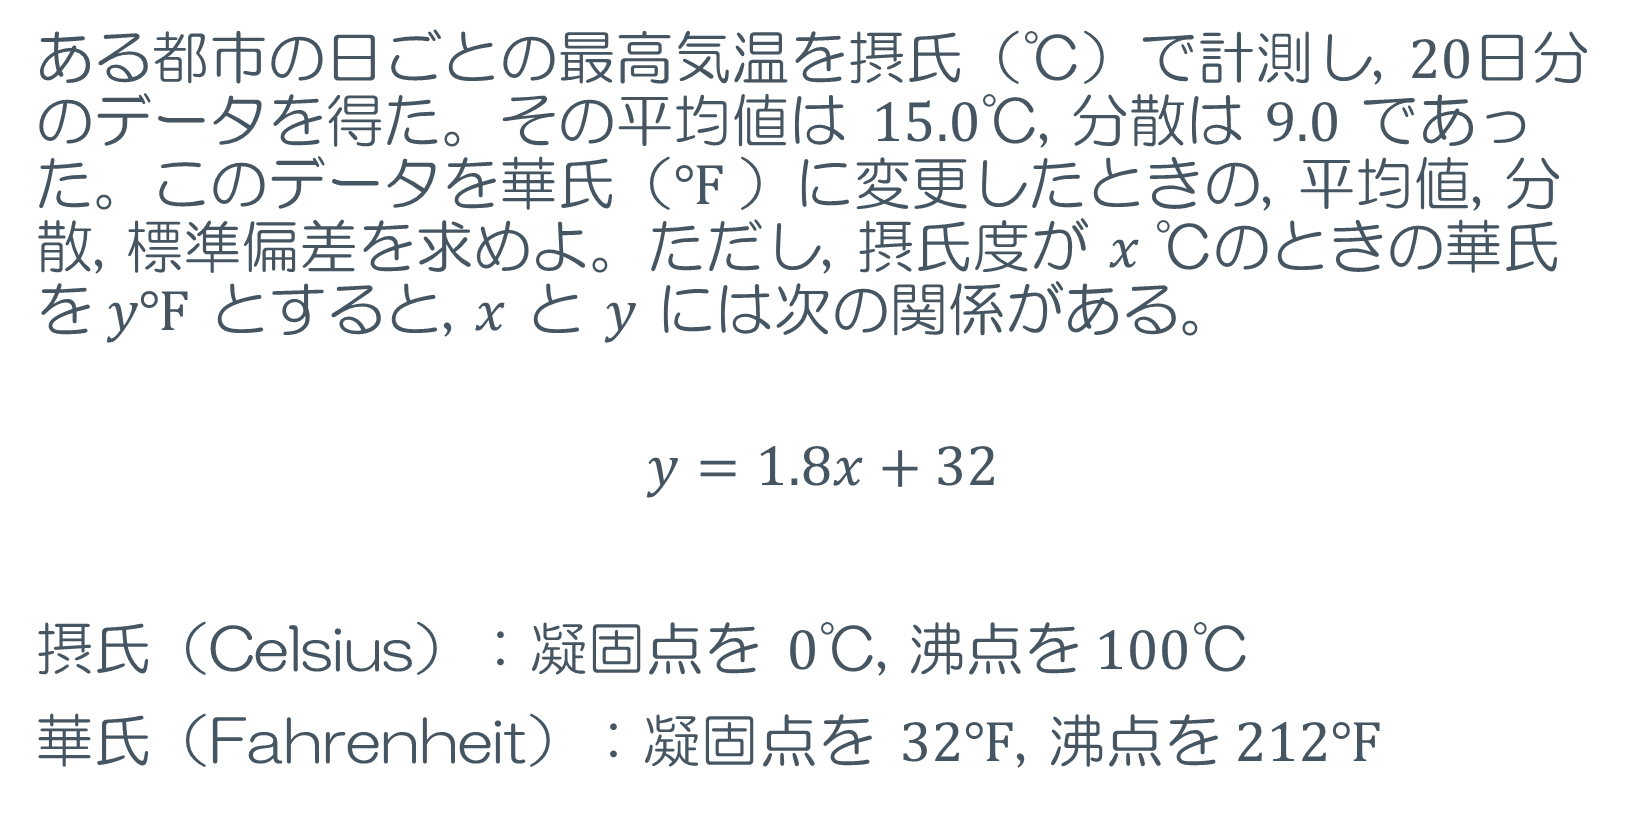 ある都市の日ごとの最高気温を摂氏（℃）で計測し, 20日分
のデータを得た。その平均値は 15.0℃, 分散は 9.0 であっ
た。このデータを華氏（°F ）に変更したときの, 平均値, 分
散, 標準偏差を求めよ。ただし, 摂氏度が x ℃のときの華氏
を y°F とすると, x と y には次の関係がある。
y = 1.8x + 32
摂氏（Celsius）：凝固点を 0℃, 沸点を 100℃
華氏（Fahrenheit）：凝固点を 32°F, 沸点を 212°F